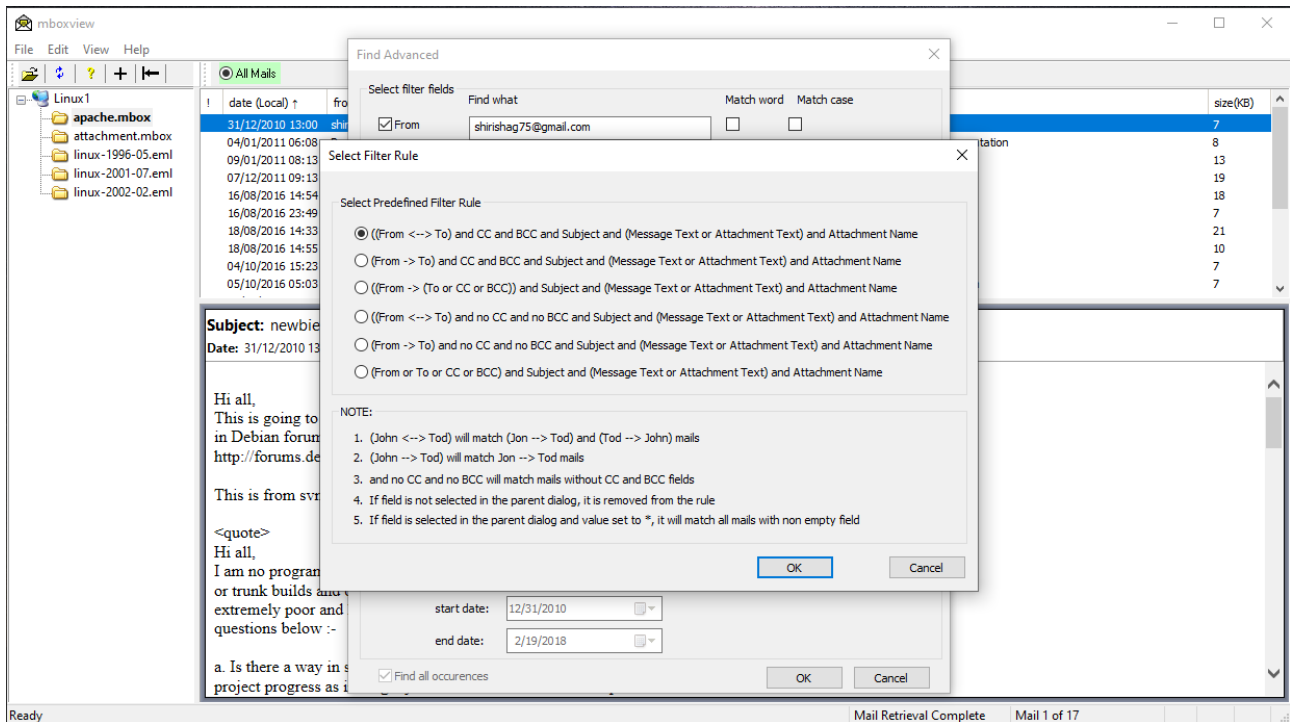 mboxview
File Edit View Help
All Mails
Linux1
apache.mbox
attachment.mbox
linux-1996-05.eml
linux-2001-07.eml
linux-2002-02.eml
! date (Local) ↑ fro size(KB)
31/12/2010 13:00 shir 7
04/01/2011 06:08 tation 8
09/01/2011 08:13 13
07/12/2011 09:13 19
16/08/2016 14:54 18
16/08/2016 23:49 7
18/08/2016 14:33 21
18/08/2016 14:55 10
04/10/2016 15:23 7
05/10/2016 05:03 7
Find Advanced
Select filter fields
Find what Match word Match case
From shirishag75@gmail.com
Select Filter Rule
Select Predefined Filter Rule
((From <--> To) and CC and BCC and Subject and (Message Text or Attachment Text) and Attachment Name
(From -> To) and CC and BCC and Subject and (Message Text or Attachment Text) and Attachment Name
((From -> (To or CC or BCC)) and Subject and (Message Text or Attachment Text) and Attachment Name
((From <--> To) and no CC and no BCC and Subject and (Message Text or Attachment Text) and Attachment Name
(From -> To) and no CC and no BCC and Subject and (Message Text or Attachment Text) and Attachment Name
(From or To or CC or BCC) and Subject and (Message Text or Attachment Text) and Attachment Name
NOTE:
1. (John <--> Tod) will match (Jon --> Tod) and (Tod --> John) mails
2. (John --> Tod) will match Jon --> Tod mails
3. and no CC and no BCC will match mails without CC and BCC fields
4. If field is not selected in the parent dialog, it is removed from the rule
5. If field is selected in the parent dialog and value set to *, it will match all mails with non empty field
OK Cancel
start date: 12/31/2010
end date: 2/19/2018
Find all occurences
OK Cancel
Subject: newbie
Date: 31/12/2010 13
Hi all,
This is going to
in Debian forum
http://forums.de
This is from svn
<quote>
Hi all,
I am no program
or trunk builds and
extremely poor and
questions below :-
a. Is there a way in s
project progress as i
Ready Mail Retrieval Complete Mail 1 of 17